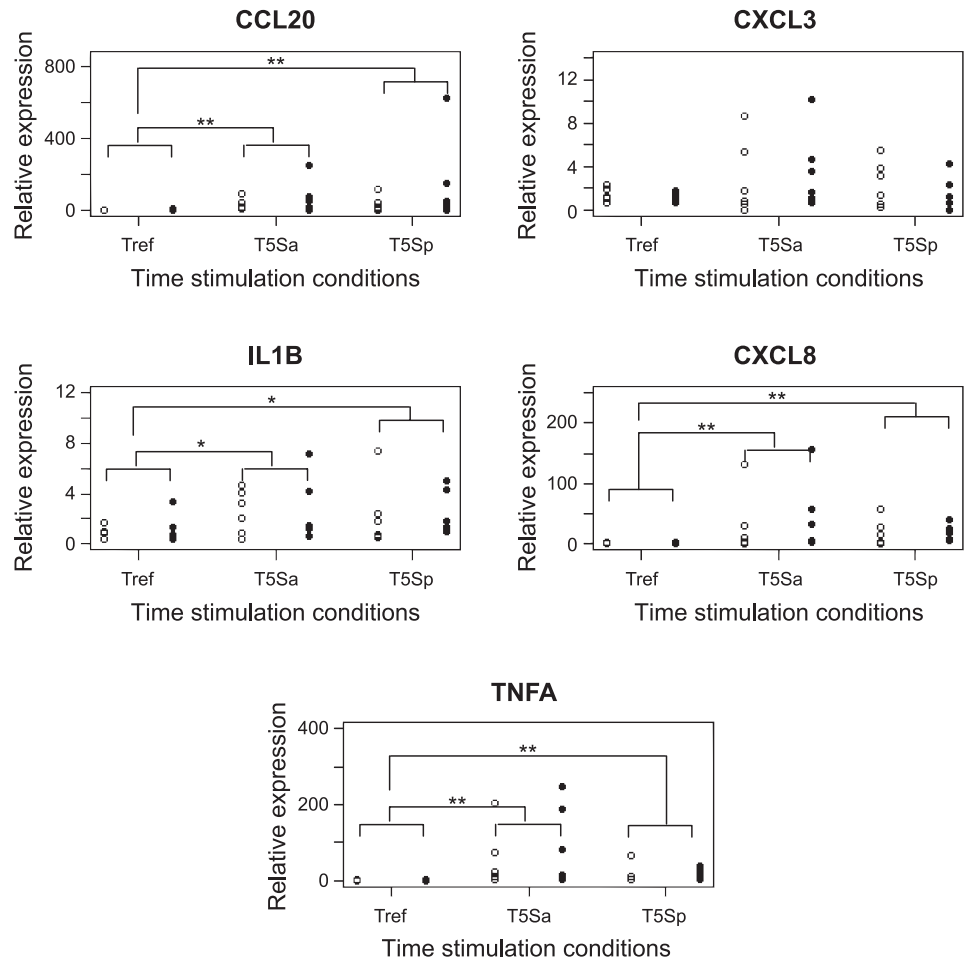 CCL20
Relative expression
800
400
0
**
**
Tref T5Sa T5Sp
Time stimulation conditions
CXCL3
Relative expression
12
8
4
0
Tref T5Sa T5Sp
Time stimulation conditions
IL1B
Relative expression
12
8
4
0
*
*
Tref T5Sa T5Sp
Time stimulation conditions
CXCL8
Relative expression
200
100
0
**
**
Tref T5Sa T5Sp
Time stimulation conditions
TNFA
Relative expression
400
200
0
**
**
Tref T5Sa T5Sp
Time stimulation conditions